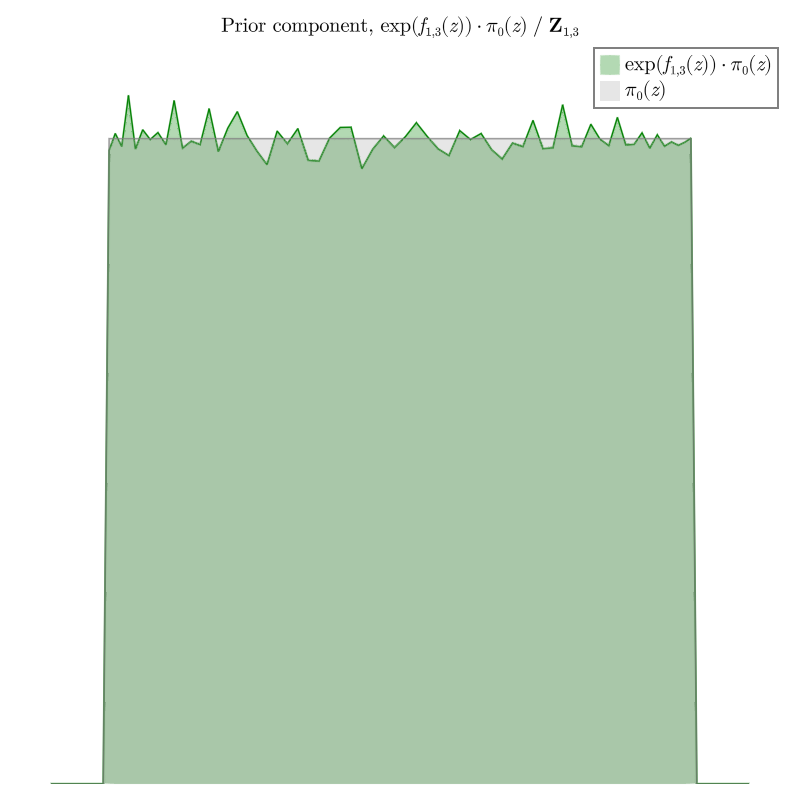 Prior component, exp(f₁,₃(z)) · π₀(z) / Z₁,₃
exp(f₁,₃(z)) · π₀(z)
π₀(z)